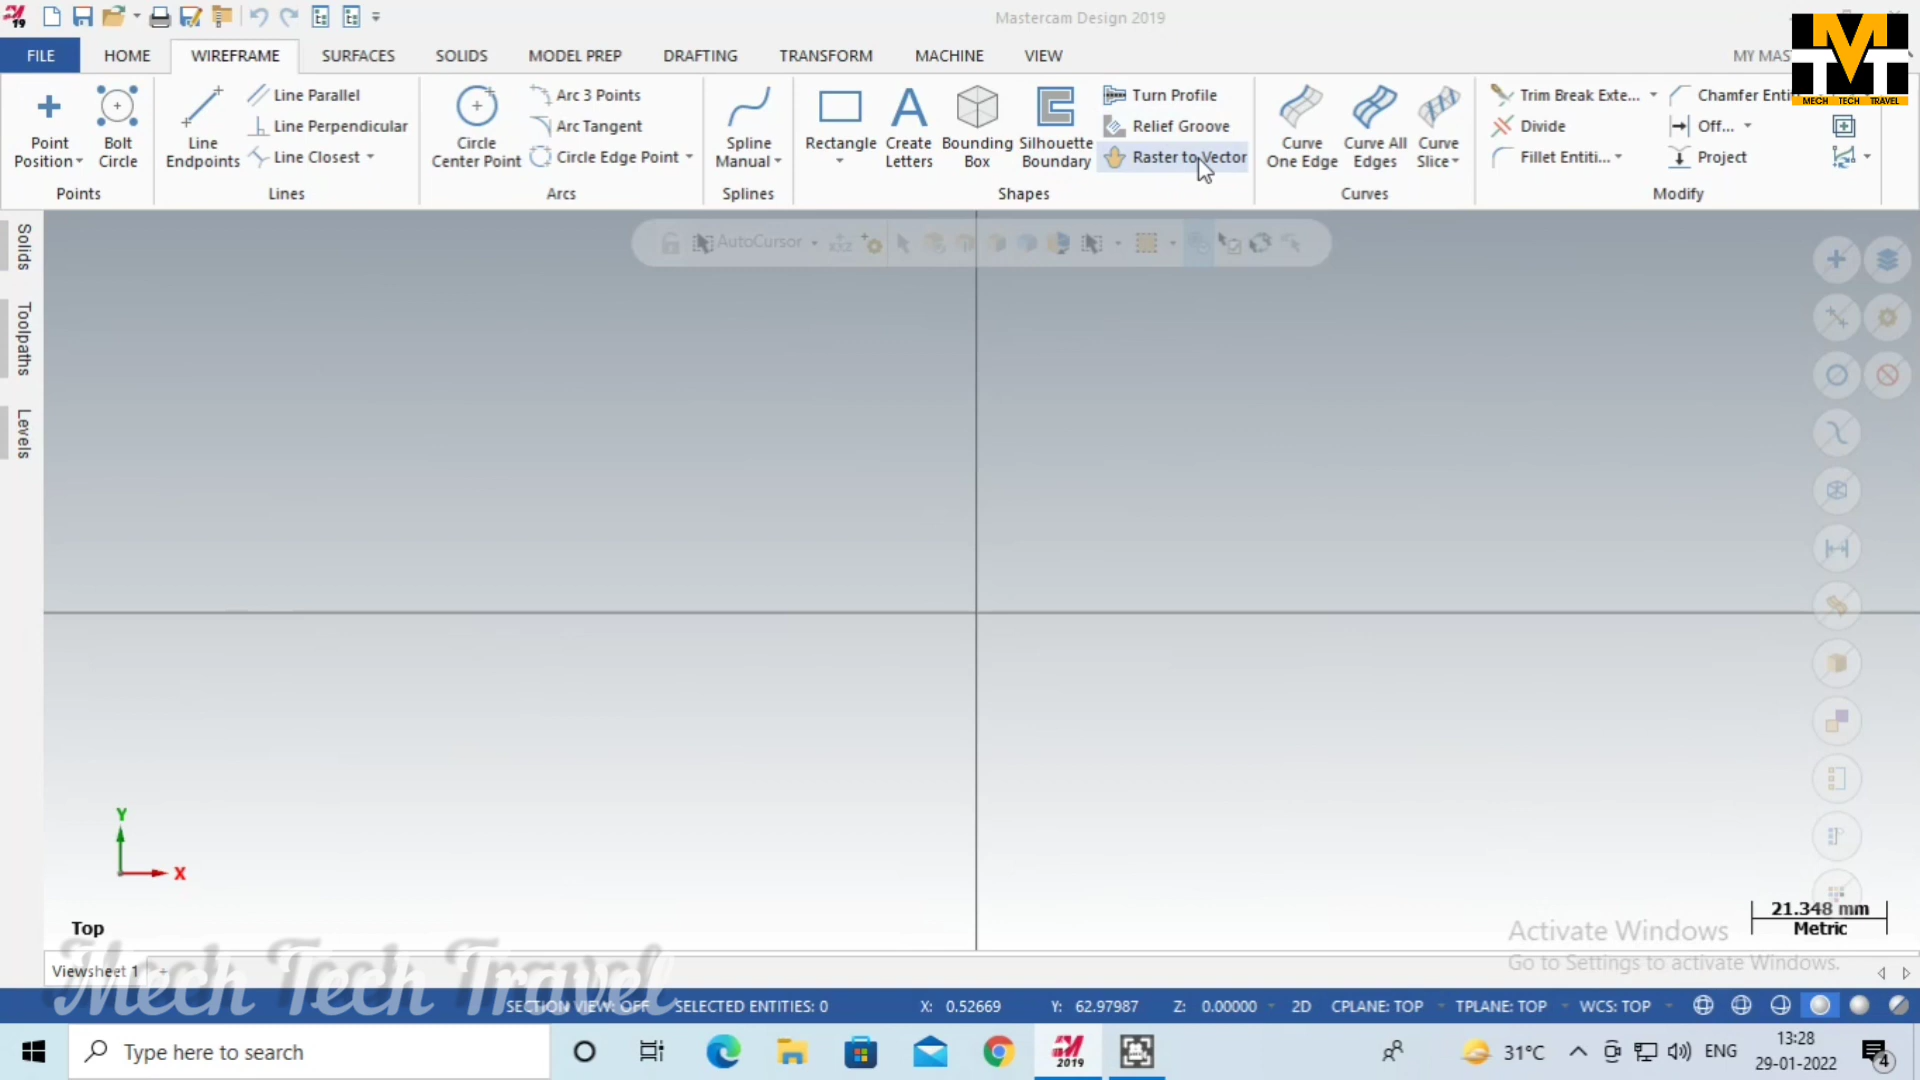 19
Mastercam Design 2019
FILE HOME WIREFRAME SURFACES SOLIDS MODEL PREP DRAFTING TRANSFORM MACHINE VIEW MY MAS
MECH TECH TRAVEL
Point Position
Bolt Circle
Points
Line Endpoints
Line Parallel
Line Perpendicular
Line Closest
Lines
Circle Center Point
Arc 3 Points
Arc Tangent
Circle Edge Point
Arcs
Spline Manual
Splines
Rectangle
Create Letters
Bounding Box
Silhouette Boundary
Turn Profile
Relief Groove
Raster to Vector
Shapes
Curve One Edge
Curve All Edges
Curve Slice
Curves
Trim Break Exte...
Divide
Fillet Entiti...
Chamfer Enti
Off...
Project
Modify
Solids
Toolpaths
Levels
AutoCursor
Y
X
Top
21.348 mm
Metric
Activate Windows
Go to Settings to activate Windows.
Viewsheet 1 +
Mech Tech Travel
SECTION VIEW: OFF SELECTED ENTITIES: 0 X: 0.52669 Y: 62.97987 Z: 0.00000 2D CPLANE: TOP TPLANE: TOP WCS: TOP
Type here to search
2019
31°C
ENG
13:28
29-01-2022
4